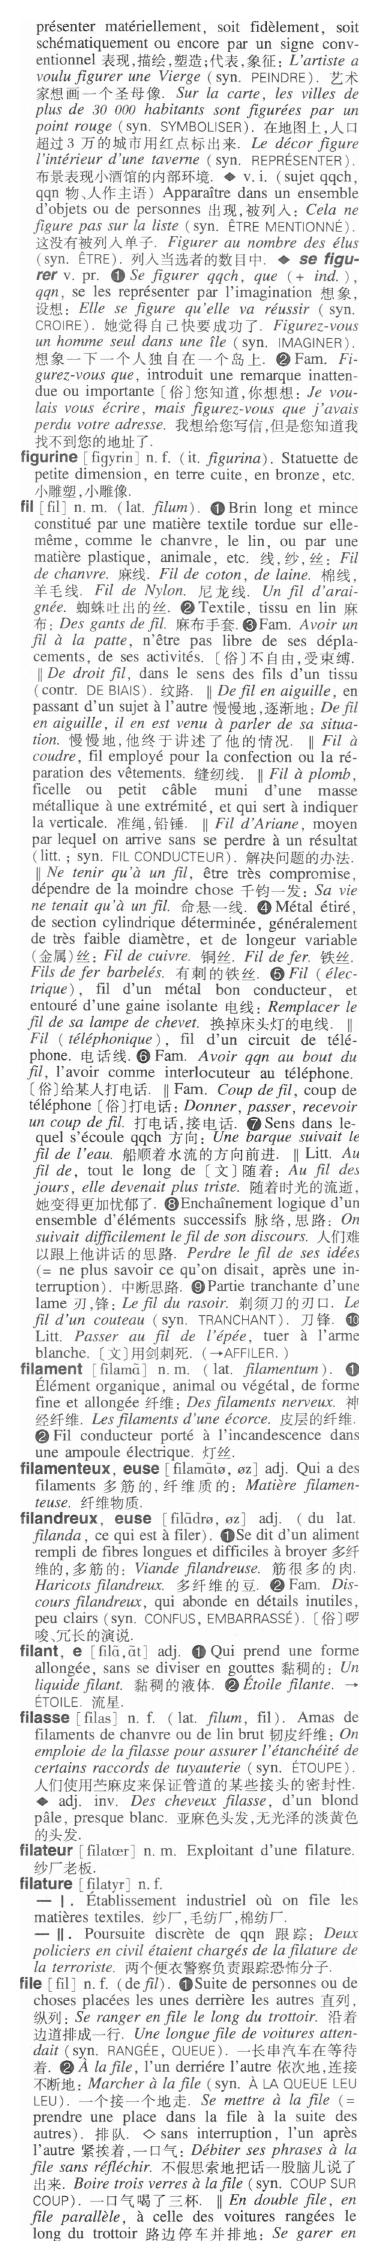 présenter matériellement, soit fidèlement, soit
schématiquement ou encore par un signe conv-
entionnel 表现,描绘,塑造;代表,象征: L'artiste a
voulu figurer une Vierge (syn. PEINDRE). 艺术
家想画一个圣母像. Sur la carte, les villes de
plus de 30 000 habitants sont figurées par un
point rouge (syn. SYMBOLISER). 在地图上,人口
超过3 万的城市用红点标出来. Le décor figure
l'intérieur d'une taverne (syn. REPRÉSENTER).
布景表现小酒馆的内部环境. ◆ v. i. (sujet qqch,
qqn 物、人作主语) Apparaître dans un ensemble
d'objets ou de personnes 出现,被列入: Cela ne
figure pas sur la liste (syn. ÊTRE MENTIONNÉ).
这没有被列入单子. Figurer au nombre des élus
(syn. ÊTRE). 列入当选者的数目中. ◆ se figu-
rer v. pr. ❶ Se figurer qqch, que (+ ind.),
qqn, se les représenter par l'imagination 想象,
设想: Elle se figure qu'elle va réussir (syn.
CROIRE). 她觉得自己快要成功了. Figurez-vous
un homme seul dans une île (syn. IMAGINER).
想象一下一个人独自在一个岛上. ❷ Fam. Fi-
gurez-vous que, introduit une remarque inatten-
due ou importante [俗]您知道,你想想: Je vou-
lais vous écrire, mais figurez-vous que j'avais
perdu votre adresse. 我想给您写信,但是您知道我
找不到您的地址了.
figurine [figyrin] n. f. (it. figurina). Statuette de
petite dimension, en terre cuite, en bronze, etc.
小雕塑,小雕像.
fil [fil] n. m. (lat. filum). ❶ Brin long et mince
constitué par une matière textile tordue sur elle-
même, comme le chanvre, le lin, ou par une
matière plastique, animale, etc. 线,纱,丝: Fil
de chanvre. 麻线. Fil de coton, de laine. 棉线,
羊毛线. Fil de Nylon. 尼龙线. Un fil d'arai-
gnée. 蜘蛛吐出的丝. ❷ Textile, tissu en lin 麻
布: Des gants de fil. 麻布手套. ❸ Fam. Avoir un
fil à la patte, n'être pas libre de ses dépla-
cements, de ses activités. [俗]不自由,受束缚.
‖ De droit fil, dans le sens des fils d'un tissu
(contr. DE BIAIS). 纹路. ‖ De fil en aiguille, en
passant d'un sujet à l'autre 慢慢地,逐渐地: De fil
en aiguille, il en est venu à parler de sa situa-
tion. 慢慢地,他终于讲述了他的情况. ‖ Fil à
coudre, fil employé pour la confection ou la ré-
paration des vêtements. 缝纫线. ‖ Fil à plomb,
ficelle ou petit câble muni d'une masse
métallique à une extrémité, et qui sert à indiquer
la verticale. 准绳,铅锤. ‖ Fil d'Ariane, moyen
par lequel on arrive sans se perdre à un résultat
(litt. ; syn. FIL CONDUCTEUR). 解决问题的办法.
‖ Ne tenir qu'à un fil, être très compromise,
dépendre de la moindre chose 千钧一发: Sa vie
ne tenait qu'à un fil. 命悬一线. ❹ Métal étiré,
de section cylindrique déterminée, généralement
de très faible diamètre, et de longeur variable
(金属)丝: Fil de cuivre. 铜丝. Fil de fer. 铁丝.
Fils de fer barbelés. 有刺的铁丝. ❺ Fil (élec-
trique), fil d'un métal bon conducteur, et
entouré d'une gaine isolante 电线: Remplacer le
fil de sa lampe de chevet. 换掉床头灯的电线. ‖
Fil (téléphonique), fil d'un circuit de télé-
phone. 电话线. ❻ Fam. Avoir qqn au bout du
fil, l'avoir comme interlocuteur au téléphone.
[俗]给某人打电话. ‖ Fam. Coup de fil, coup de
téléphone [俗]打电话: Donner, passer, recevoir
un coup de fil. 打电话,接电话. ❼ Sens dans le-
quel s'écoule qqch 方向: Une barque suivait le
fil de l'eau. 船顺着水流的方向前进. ‖ Litt. Au
fil de, tout le long de [文]随着: Au fil des
jours, elle devenait plus triste. 随着时光的流逝,
她变得更加忧郁了. ❽ Enchaînement logique d'un
ensemble d'éléments successifs 脉络,思路: On
suivait difficilement le fil de son discours. 人们难
以跟上他讲话的思路. Perdre le fil de ses idées
(= ne plus savoir ce qu'on disait, après une in-
terruption). 中断思路. ❾ Partie tranchante d'une
lame 刃,锋: Le fil du rasoir. 剃须刀的刃口. Le
fil d'un couteau (syn. TRANCHANT). 刀锋. ❿
Litt. Passer au fil de l'épée, tuer à l'arme
blanche. [文]用剑刺死. (→AFFILER.)
filament [filamɑ̃] n. m. (lat. filamentum). ❶
Élément organique, animal ou végétal, de forme
fine et allongée 纤维: Des filaments nerveux. 神
经纤维. Les filaments d'une écorce. 皮层的纤维.
❷ Fil conducteur porté à l'incandescence dans
une ampoule électrique. 灯丝.
filamenteux, euse [filamɑ̃tø, øz] adj. Qui a des
filaments 多筋的,纤维质的: Matière filamen-
teuse. 纤维物质.
filandreux, euse [filɑ̃drø, øz] adj. (du lat.
filanda, ce qui est à filer). ❶ Se dit d'un aliment
rempli de fibres longues et difficiles à broyer 多纤
维的,多筋的: Viande filandreuse. 筋很多的肉.
Haricots filandreux. 多纤维的豆. ❷ Fam. Dis-
cours filandreux, qui abonde en détails inutiles,
peu clairs (syn. CONFUS, EMBARRASSÉ). [俗]啰
唆、冗长的演说.
filant, e [filɑ̃, ɑ̃t] adj. ❶ Qui prend une forme
allongée, sans se diviser en gouttes 黏稠的: Un
liquide filant. 黏稠的液体. ❷ Étoile filante. →
ÉTOILE. 流星.
filasse [filas] n. f. (lat. filum, fil). Amas de
filaments de chanvre ou de lin brut 韧皮纤维: On
emploie de la filasse pour assurer l'étanchéité de
certains raccords de tuyauterie (syn. ÉTOUPE).
人们使用苎麻皮来保证管道的某些接头的密封性.
◆ adj. inv. Des cheveux filasse, d'un blond
pâle, presque blanc. 亚麻色头发,无光泽的淡黄色
的头发.
filateur [filatœr] n. m. Exploitant d'une filature.
纱厂老板.
filature [filatyr] n. f.
— Ⅰ. Établissement industriel où on file les
matières textiles. 纱厂,毛纺厂,棉纺厂.
— Ⅱ. Poursuite discrète de qqn 跟踪: Deux
policiers en civil étaient chargés de la filature de
la terroriste. 两个便衣警察负责跟踪恐怖分子.
file [fil] n. f. (de fil). ❶ Suite de personnes ou de
choses placées les unes derrière les autres 直列,
纵列: Se ranger en file le long du trottoir. 沿着
边道排成一行. Une longue file de voitures atten-
dait (syn. RANGÉE, QUEUE). 一长串汽车在等待
着. ❷ À la file, l'un derriére l'autre 依次地,连接
不断地: Marcher à la file (syn. À LA QUEUE LEU
LEU). 一个接一个地走. Se mettre à la file (=
prendre une place dans la file à la suite des
autres). 排队. ◇ sans interruption, l'un après
l'autre 紧挨着,一口气: Débiter ses phrases à la
file sans réfléchir. 不假思索地把话一股脑儿说了
出来. Boire trois verres à la file (syn. COUP SUR
COUP). 一口气喝了三杯. ‖ En double file, en
file parallèle, à celle des voitures rangées le
long du trottoir 路边停车并排地: Se garer en